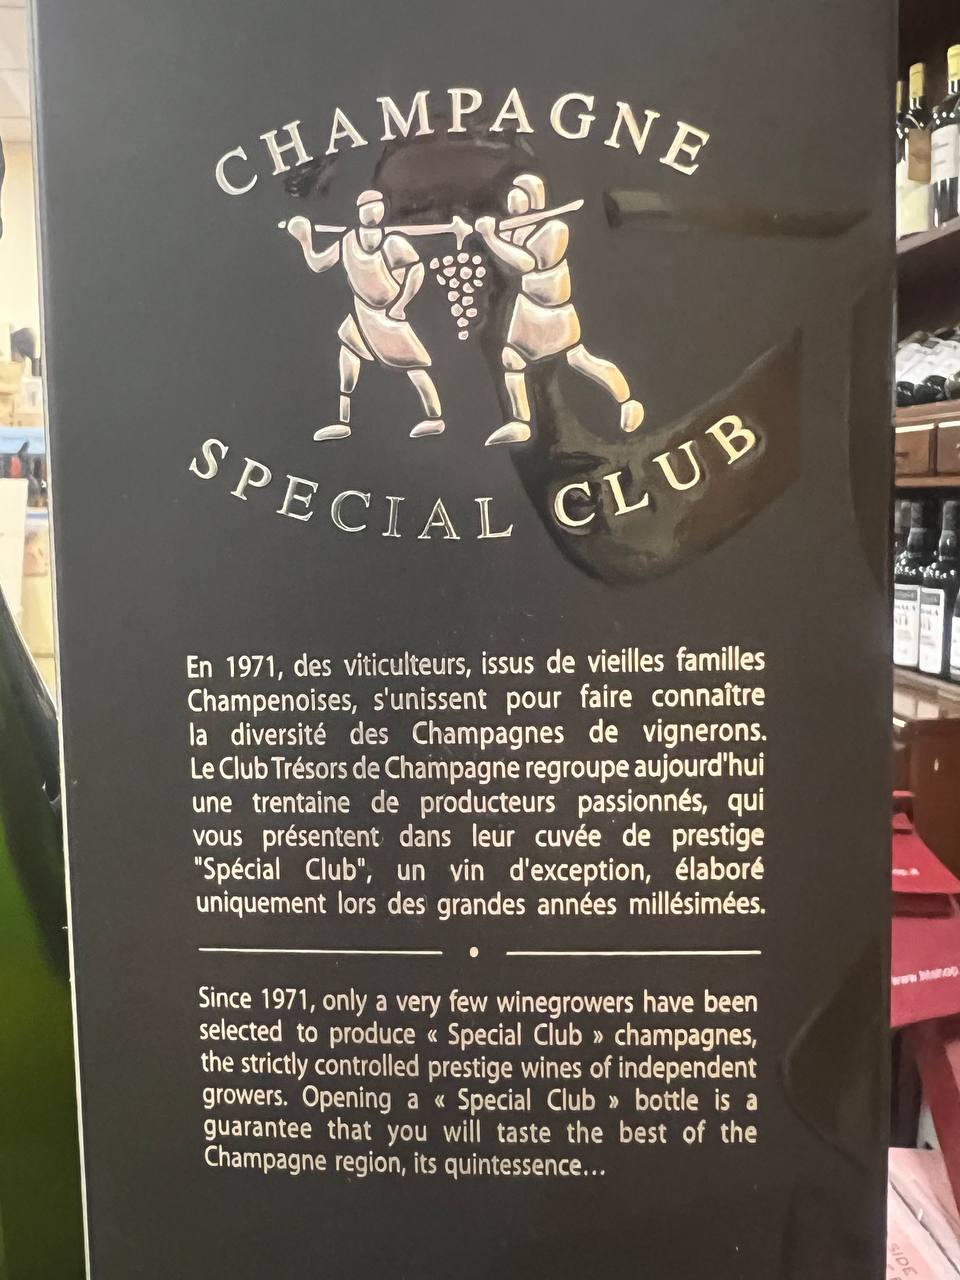 CHAMPAGNE
SPECIAL CLUB
En 1971, des viticulteurs, issus de vieilles familles
Champenoises, s'unissent pour faire connaître
la diversité des Champagnes de vignerons.
Le Club Trésors de Champagne regroupe aujourd'hui
une trentaine de producteurs passionnés, qui
vous présentent dans leur cuvée de prestige
"Spécial Club", un vin d'exception, élaboré
uniquement lors des grandes années millésimées.
Since 1971, only a very few winegrowers have been
selected to produce « Special Club » champagnes,
the strictly controlled prestige wines of independent
growers. Opening a « Special Club » bottle is a
guarantee that you will taste the best of the
Champagne region, its quintessence...
SIDE